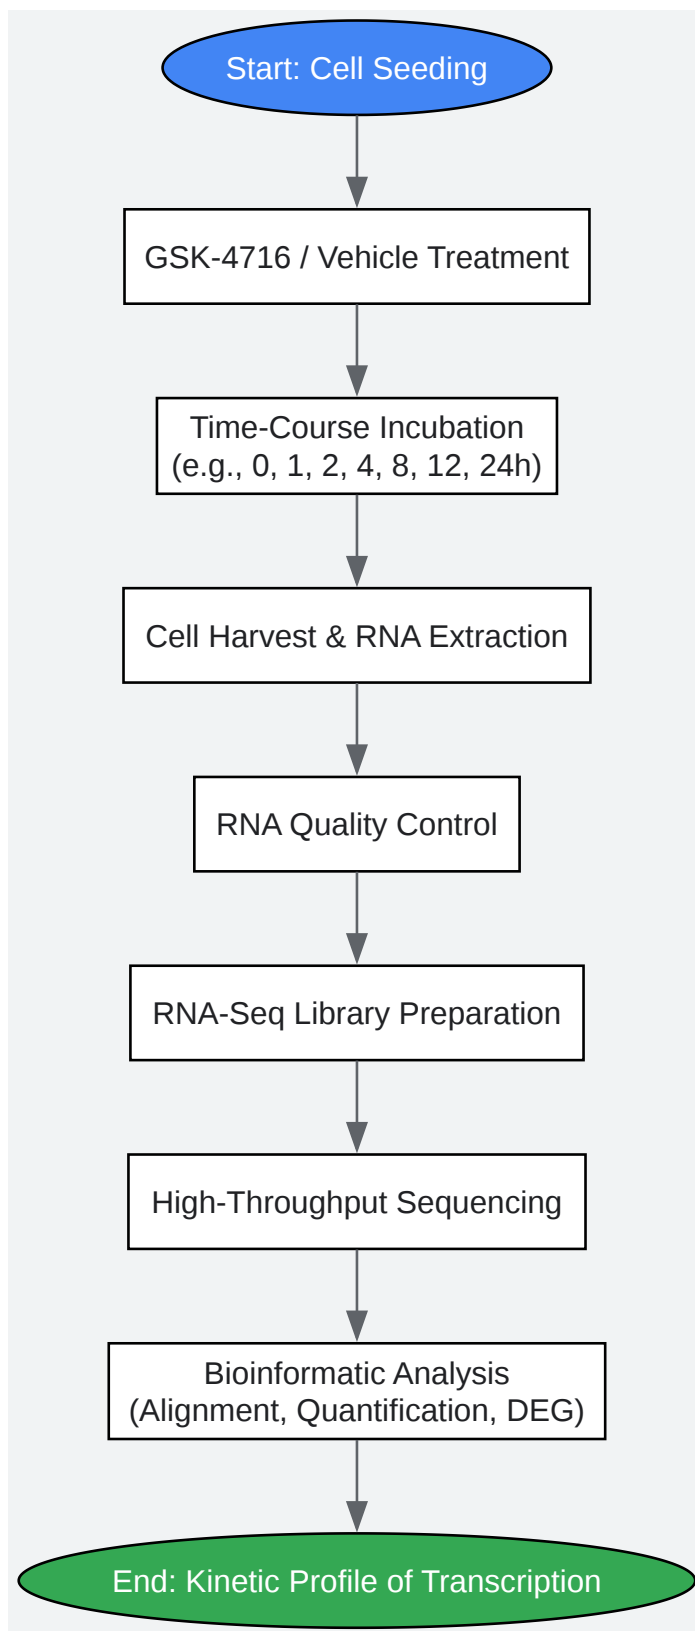 Start: Cell Seeding
GSK-4716 / Vehicle Treatment
Time-Course Incubation
(e.g., 0, 1, 2, 4, 8, 12, 24h)
Cell Harvest & RNA Extraction
RNA Quality Control
RNA-Seq Library Preparation
High-Throughput Sequencing
Bioinformatic Analysis
(Alignment, Quantification, DEG)
End: Kinetic Profile of Transcription